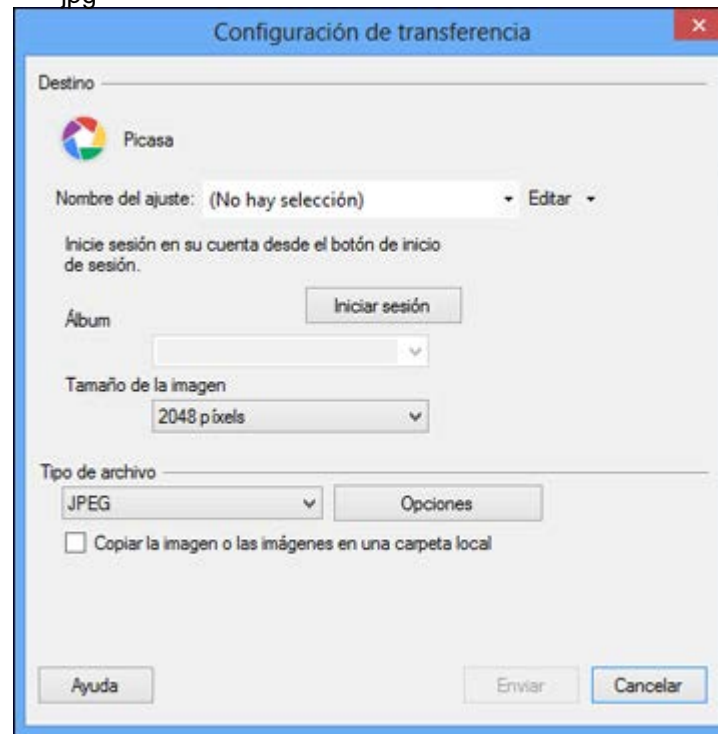 jpg
Configuración de transferencia
Destino
Picasa
Nombre del ajuste: (No hay selección) Editar
Inicie sesión en su cuenta desde el botón de inicio
de sesión.
Iniciar sesión
Álbum
Tamaño de la imagen
2048 píxels
Tipo de archivo
JPEG Opciones
Copiar la imagen o las imágenes en una carpeta local
Ayuda Enviar Cancelar